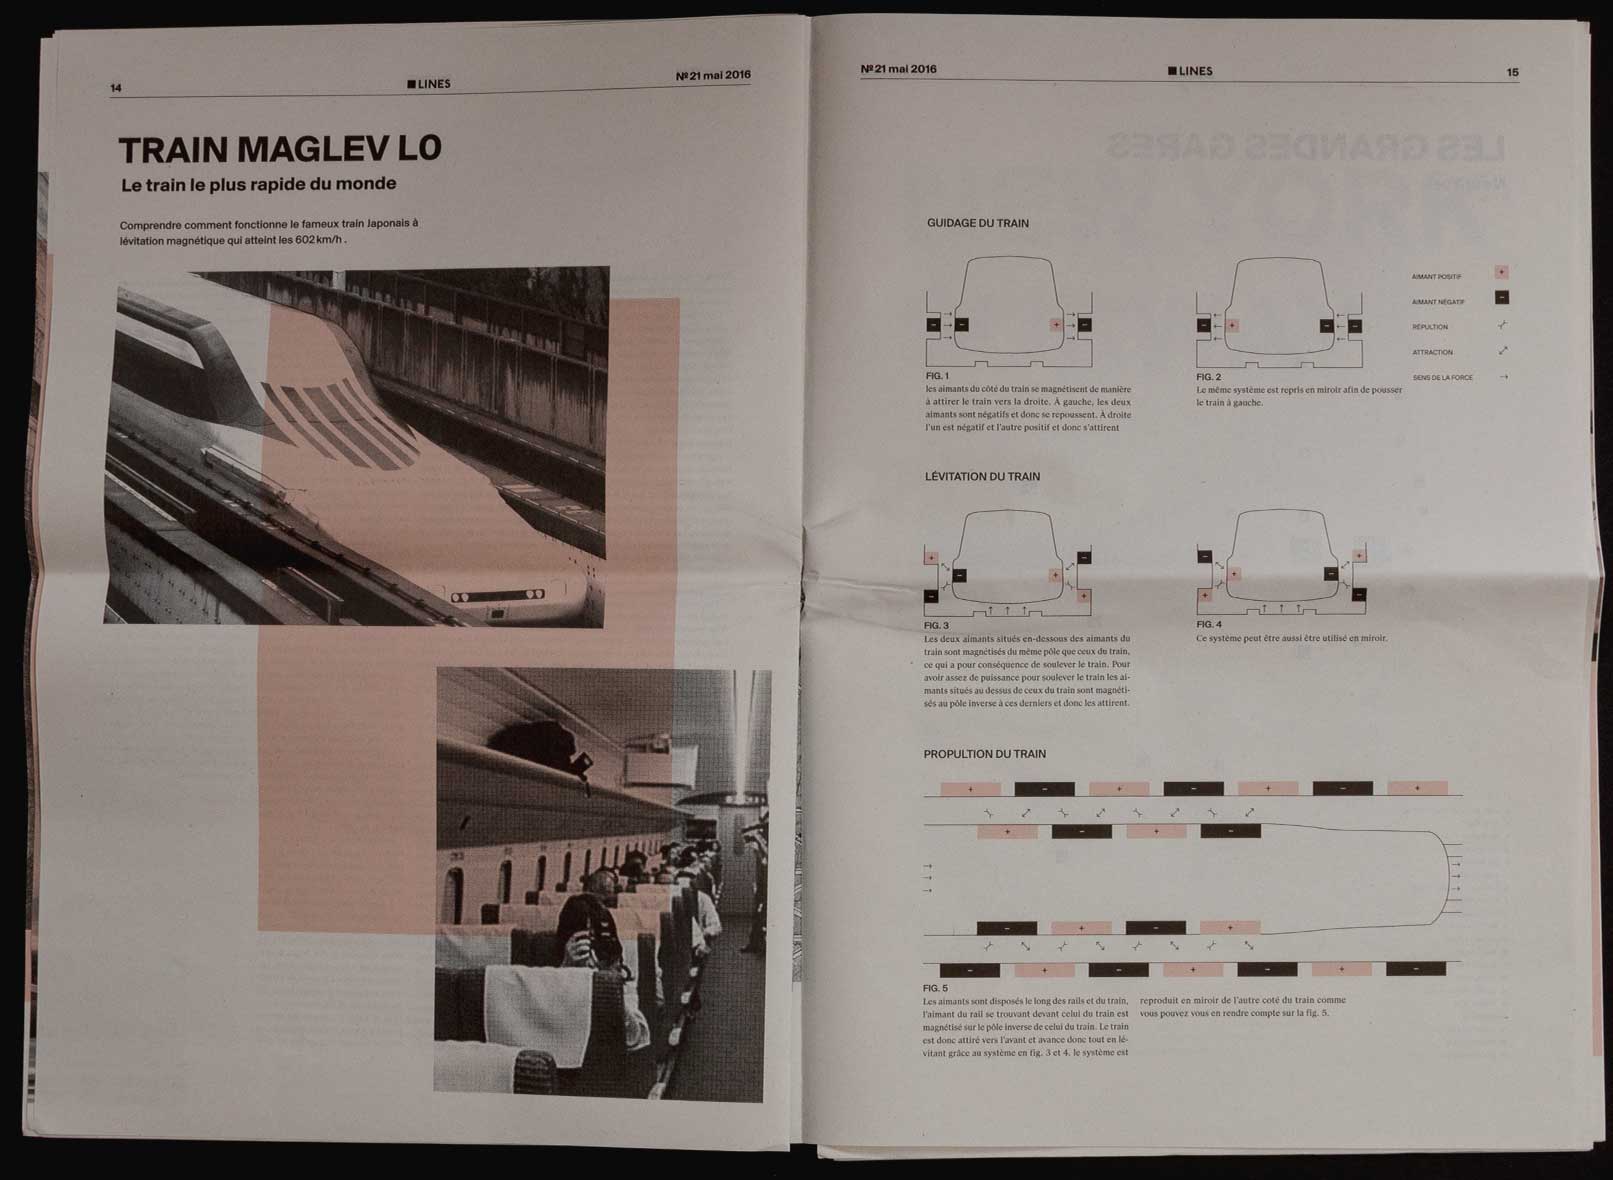 14
■LINES
Nº21 mai 2016
TRAIN MAGLEV L0
Le train le plus rapide du monde
Comprendre comment fonctionne le fameux train Japonais à
lévitation magnétique qui atteint les 602 km/h .
Nº21 mai 2016
■LINES
15
LES GRANDES GARES
GUIDAGE DU TRAIN
- - + -
- + - -
AIMANT POSITIF +
AIMANT NÉGATIF -
RÉPULTION
ATTRACTION
SENS DE LA FORCE →
FIG. 1
les aimants du côté du train se magnétisent de manière
à attirer le train vers la droite. À gauche, les deux
aimants sont négatifs et donc se repoussent. À droite
l'un est négatif et l'autre positif et donc s'attirent
FIG. 2
Le même système est repris en miroir afin de pousser
le train à gauche.
LÉVITATION DU TRAIN
+ -
- +
- +
- +
+ -
+ -
FIG. 3
Les deux aimants situés en-dessous des aimants du
train sont magnétisés du même pôle que ceux du train,
ce qui a pour conséquence de soulever le train. Pour
avoir assez de puissance pour soulever le train les ai-
mants situés au dessus de ceux du train sont magnéti-
sés au pôle inverse à ces derniers et donc les attirent.
FIG. 4
Ce système peut être aussi être utilisé en miroir.
PROPULTION DU TRAIN
+ - + - + - +
+ - + -
- + - +
- + - + - + -
FIG. 5
Les aimants sont disposés le long des rails et du train,
l'aimant du rail se trouvant devant celui du train est
magnétisé sur le pôle inverse de celui du train. Le train
est donc attiré vers l'avant et avance donc tout en lé-
vitant grâce au système en fig. 3 et 4. le système est
reproduit en miroir de l'autre coté du train comme
vous pouvez vous en rendre compte sur la fig. 5.